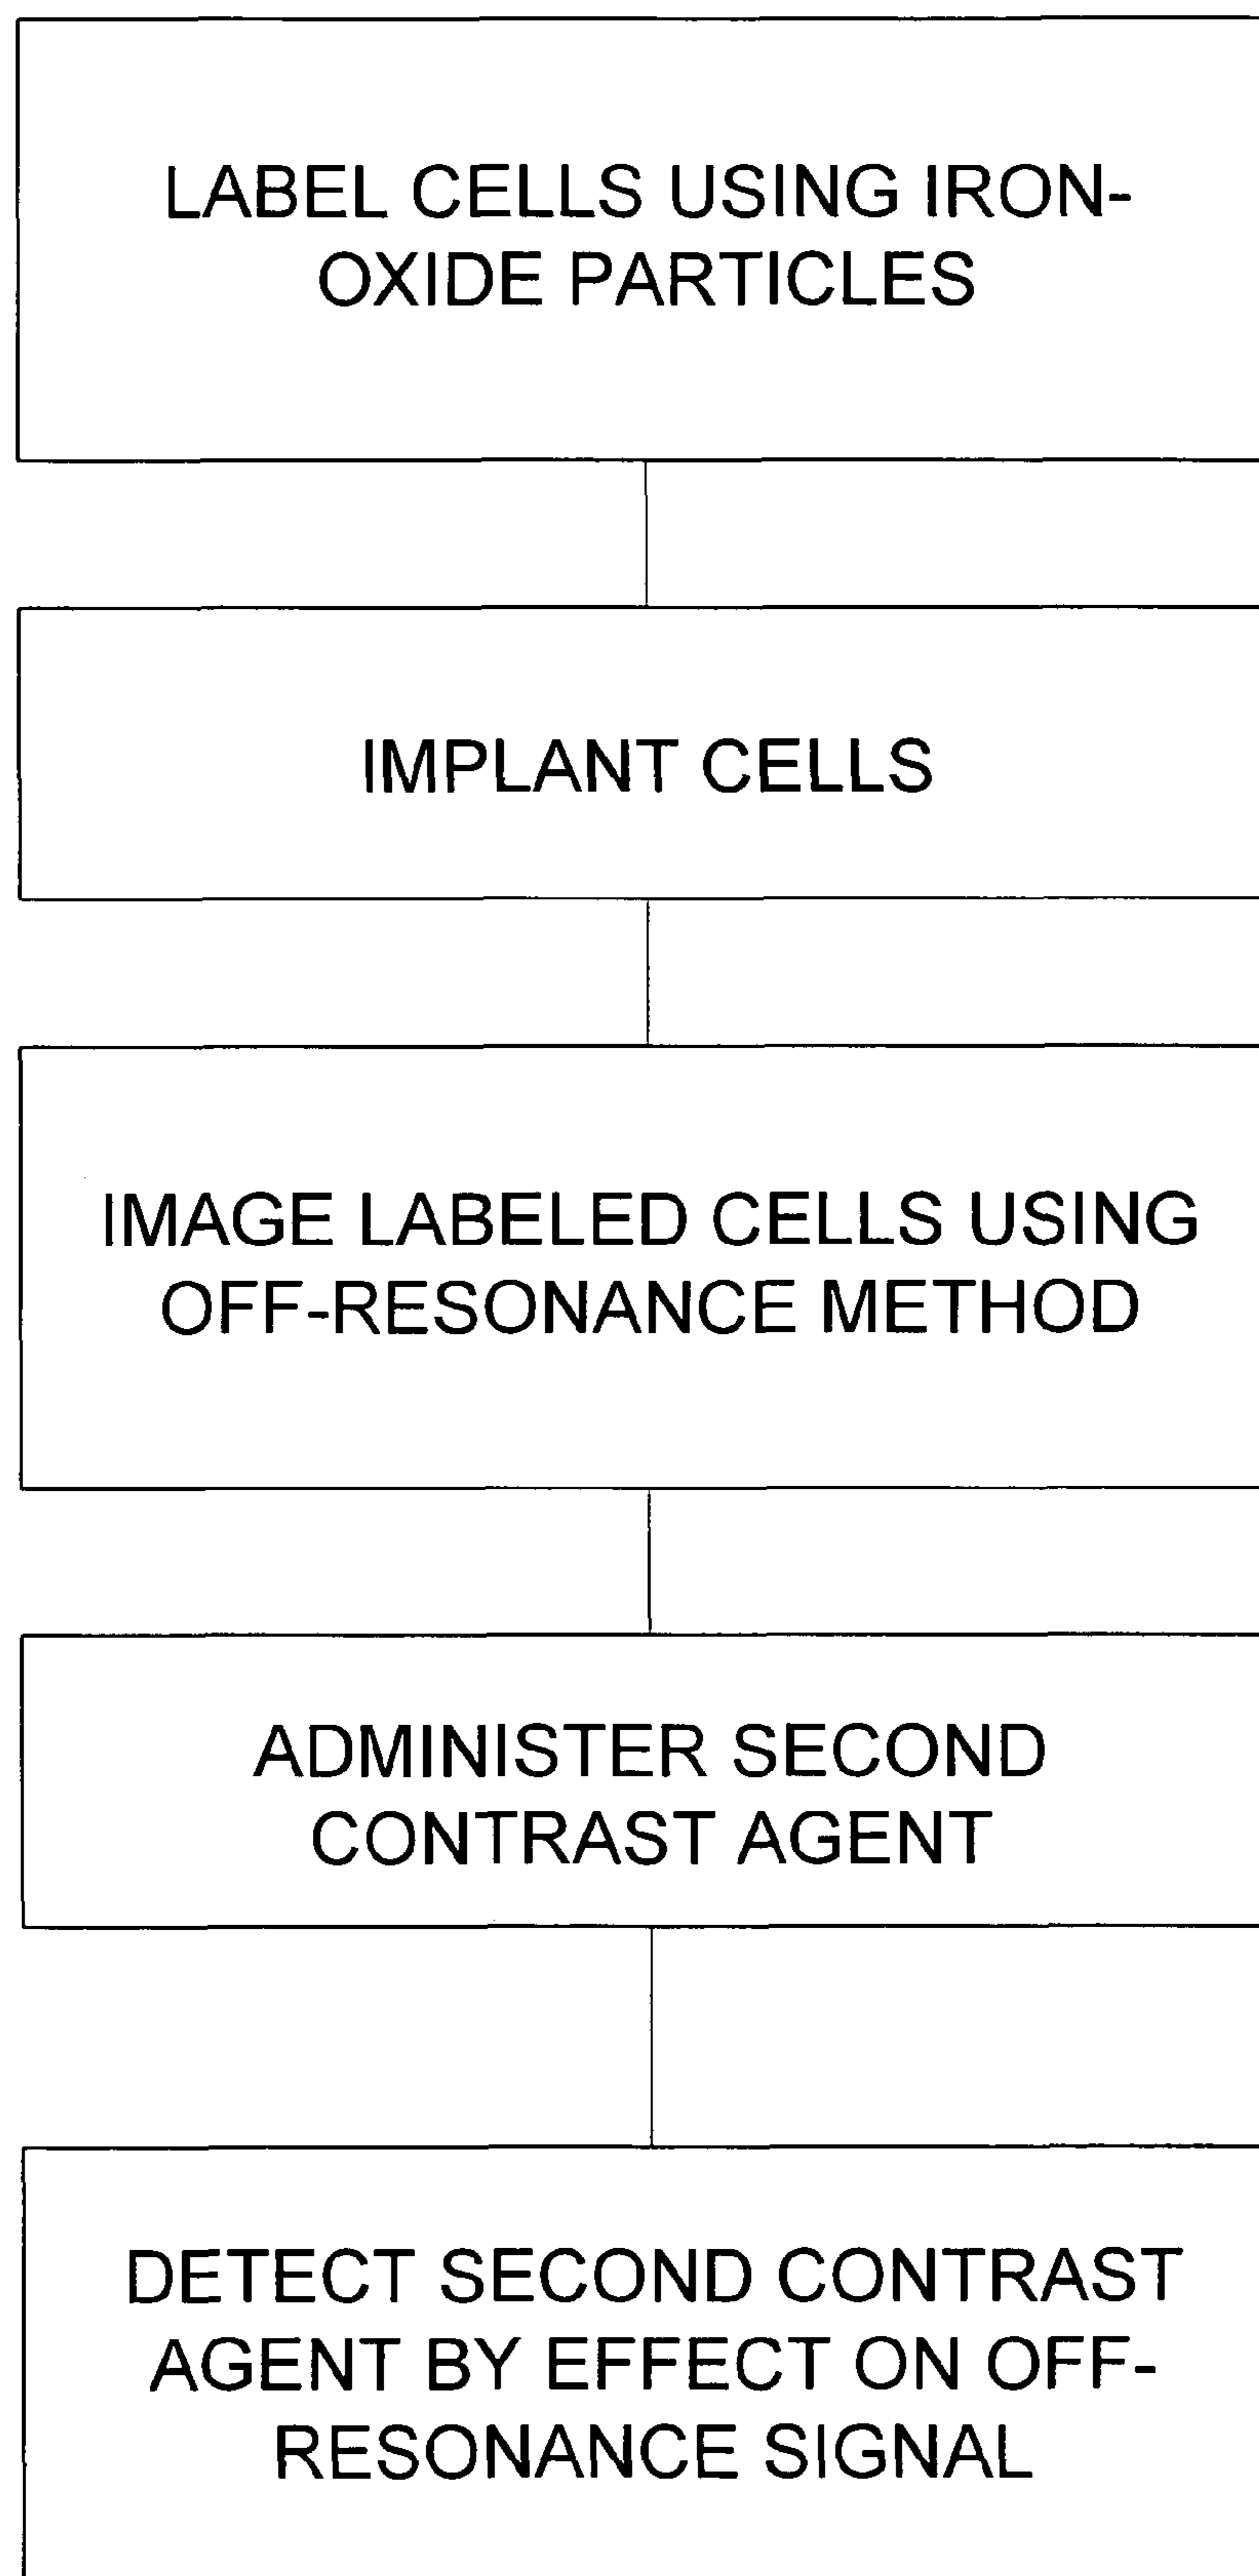 LABEL CELLS USING IRON-
OXIDE PARTICLES
IMPLANT CELLS
IMAGE LABELED CELLS USING
OFF-RESONANCE METHOD
ADMINISTER SECOND
CONTRAST AGENT
DETECT SECOND CONTRAST
AGENT BY EFFECT ON OFF-
RESONANCE SIGNAL